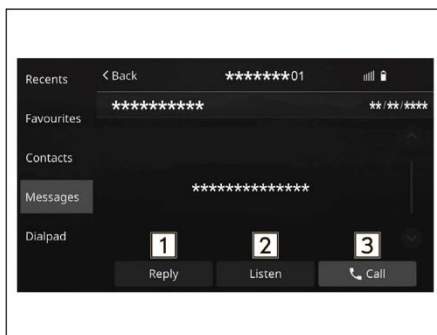 Recents
Favourites
Contacts
Messages
Dialpad
< Back *******01
********** **/**/****
**************
1 2 3
Reply Listen Call